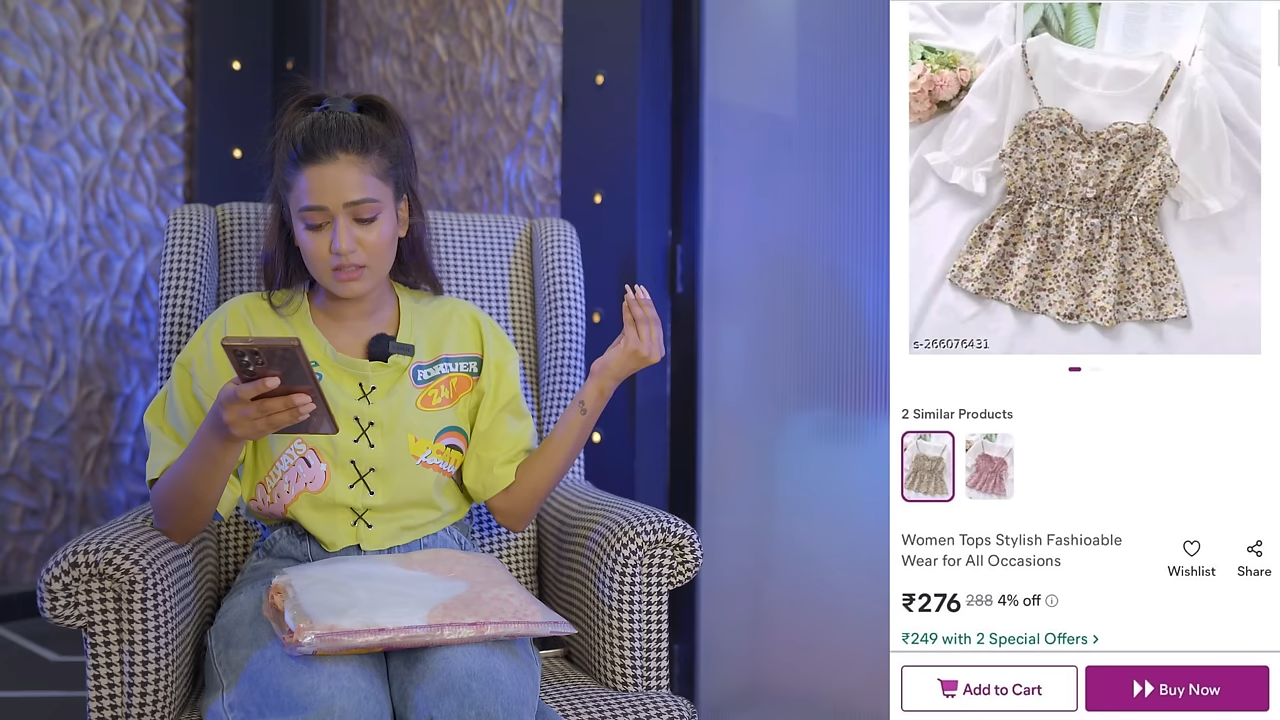 FOREVER
24/7
ALWAYS
s-266076431
2 Similar Products
Women Tops Stylish Fashioable
Wear for All Occasions
Wishlist
Share
₹276 288 4% off
₹249 with 2 Special Offers >
Add to Cart
Buy Now